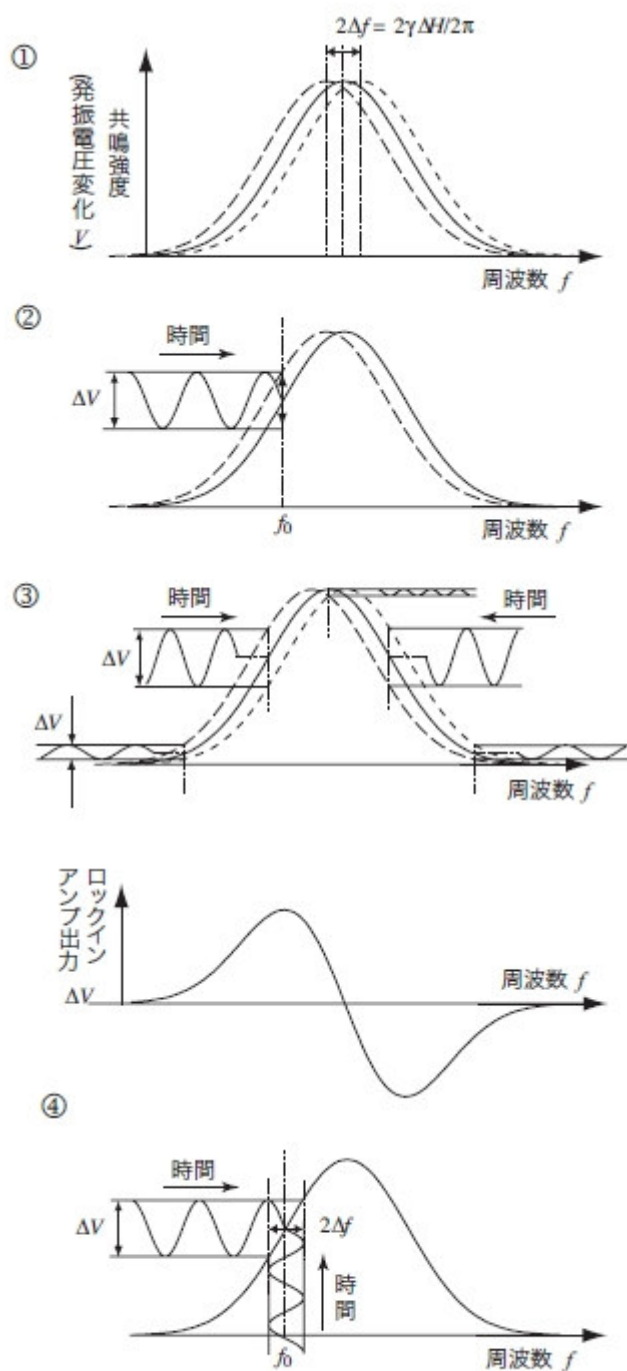 ①
2Δf = 2γΔH/2π
共鳴強度
(発振電圧変化 V)
周波数 f
②
時間
ΔV
f₀
周波数 f
③
時間
時間
ΔV
ΔV
周波数 f
ロックイン
アンプ出力
ΔV
周波数 f
④
時間
ΔV
2Δf
時間
f₀
周波数 f